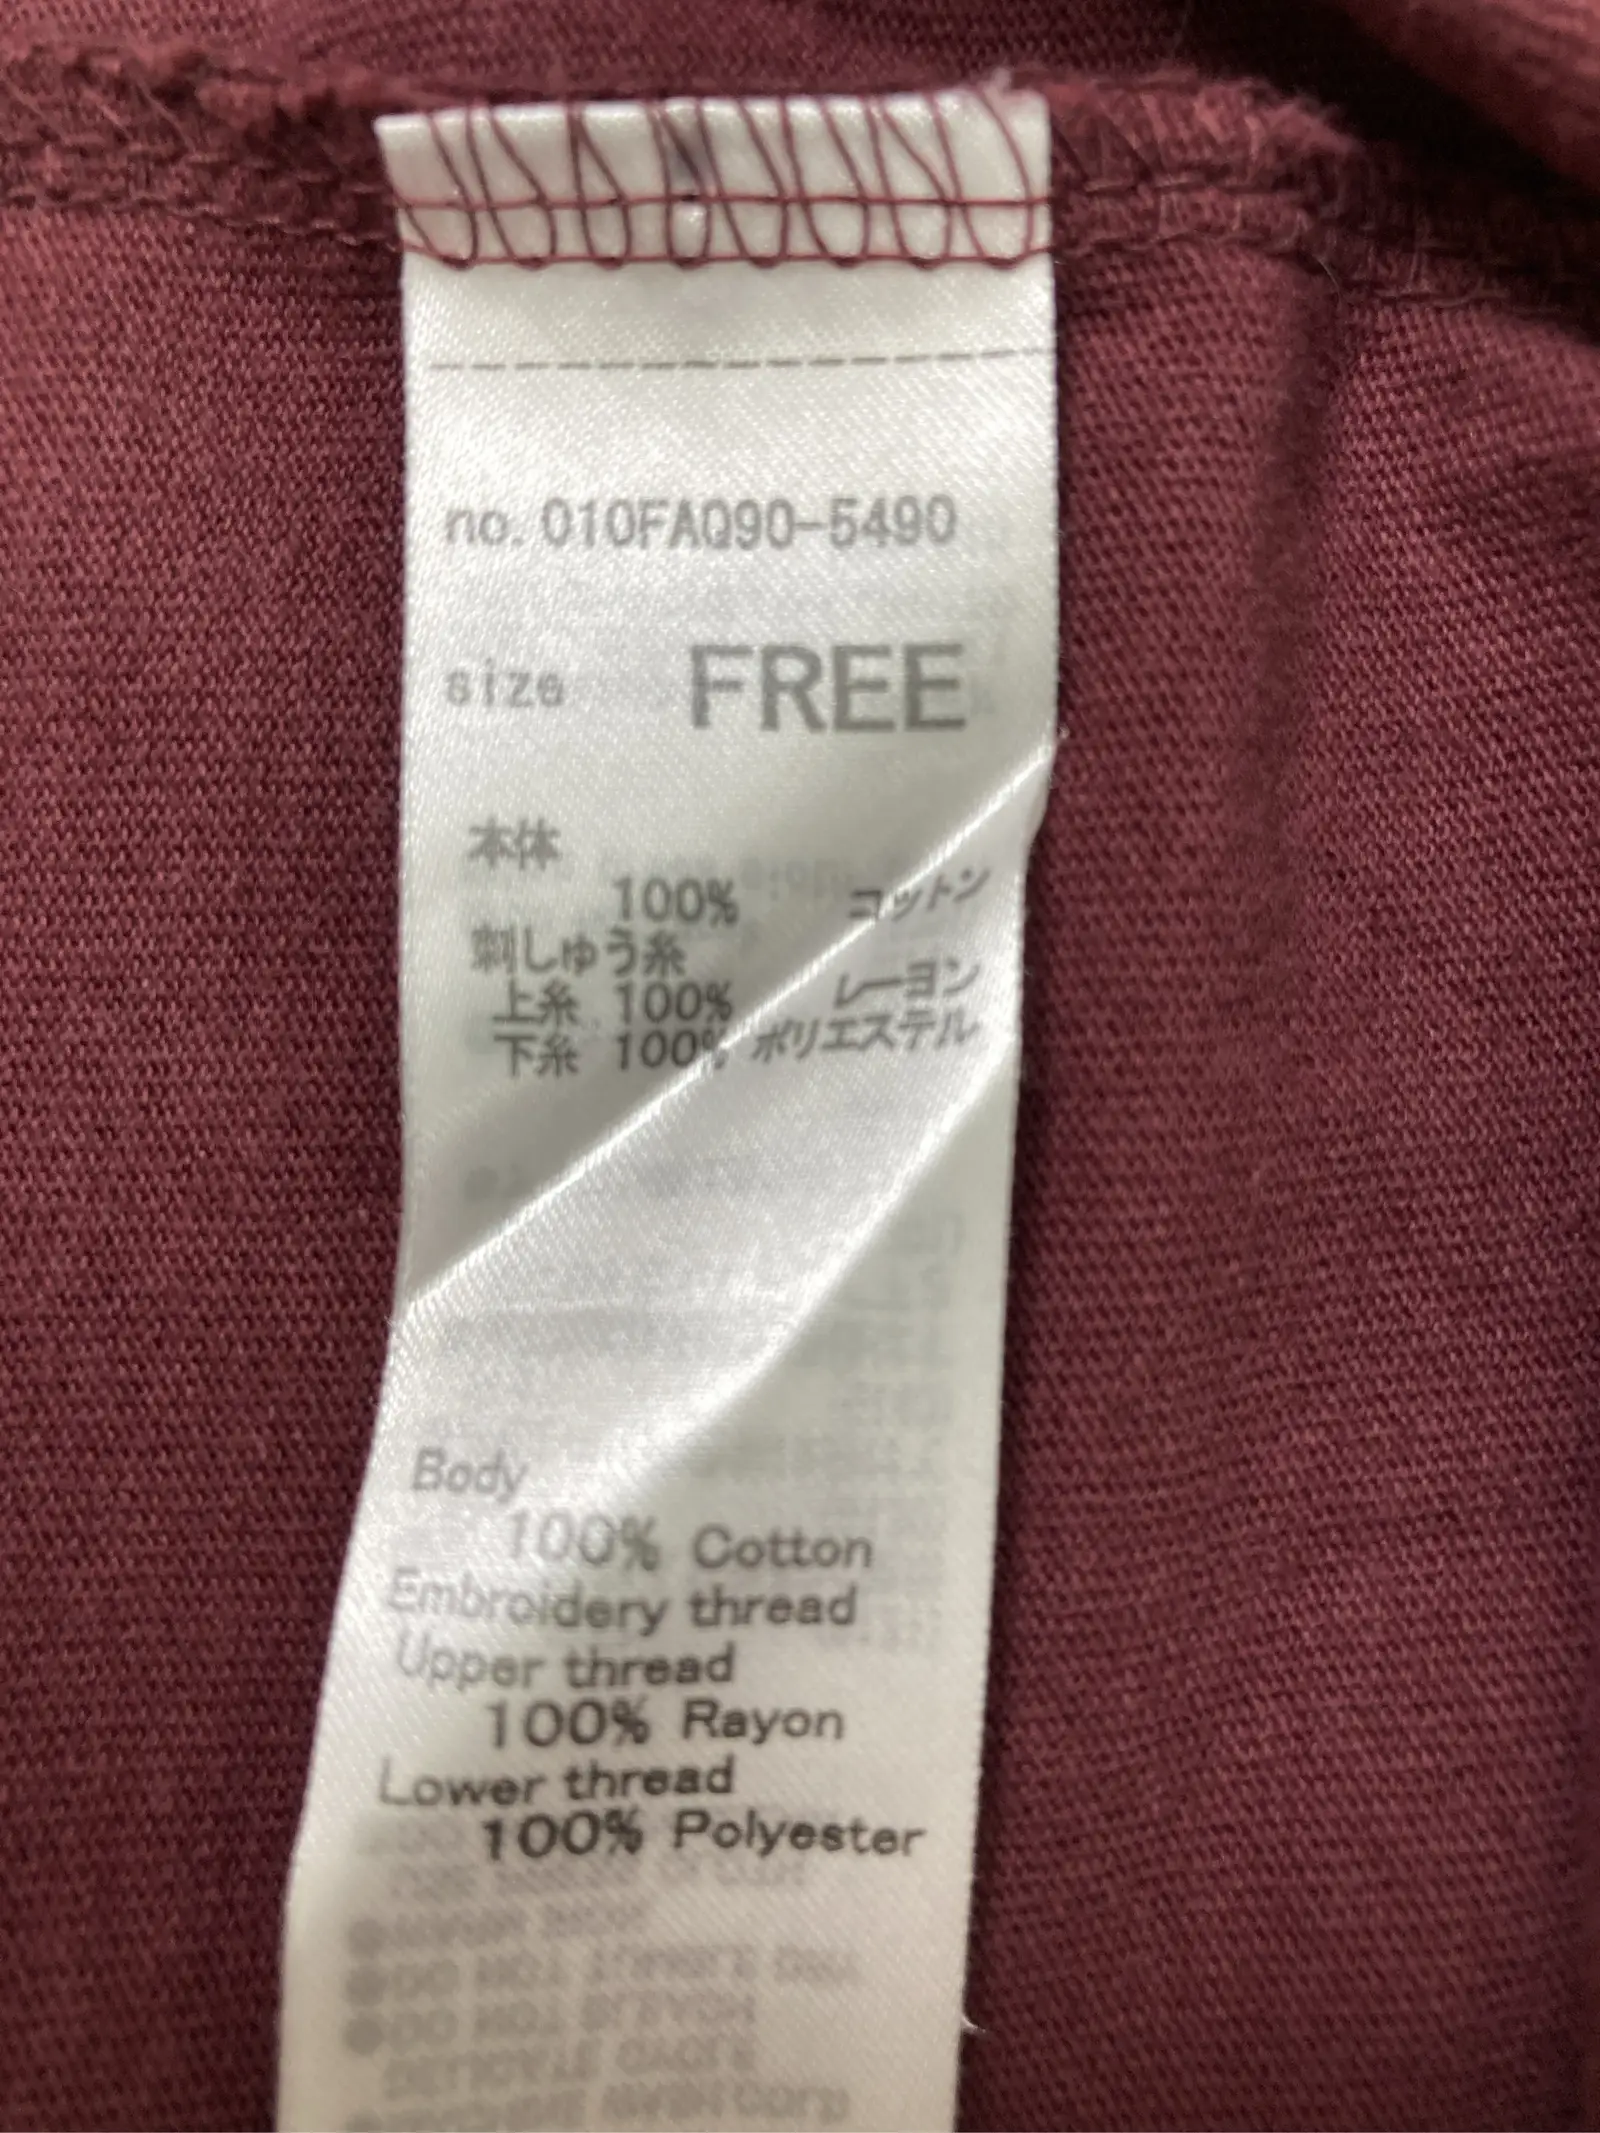 no. 010FAQ90-5490
size FREE
本体
100% コットン
刺しゅう糸
上糸 100% レーヨン
下糸 100% ポリエステル
Body
100% Cotton
Embroidery thread
Upper thread
100% Rayon
Lower thread
100% Polyester